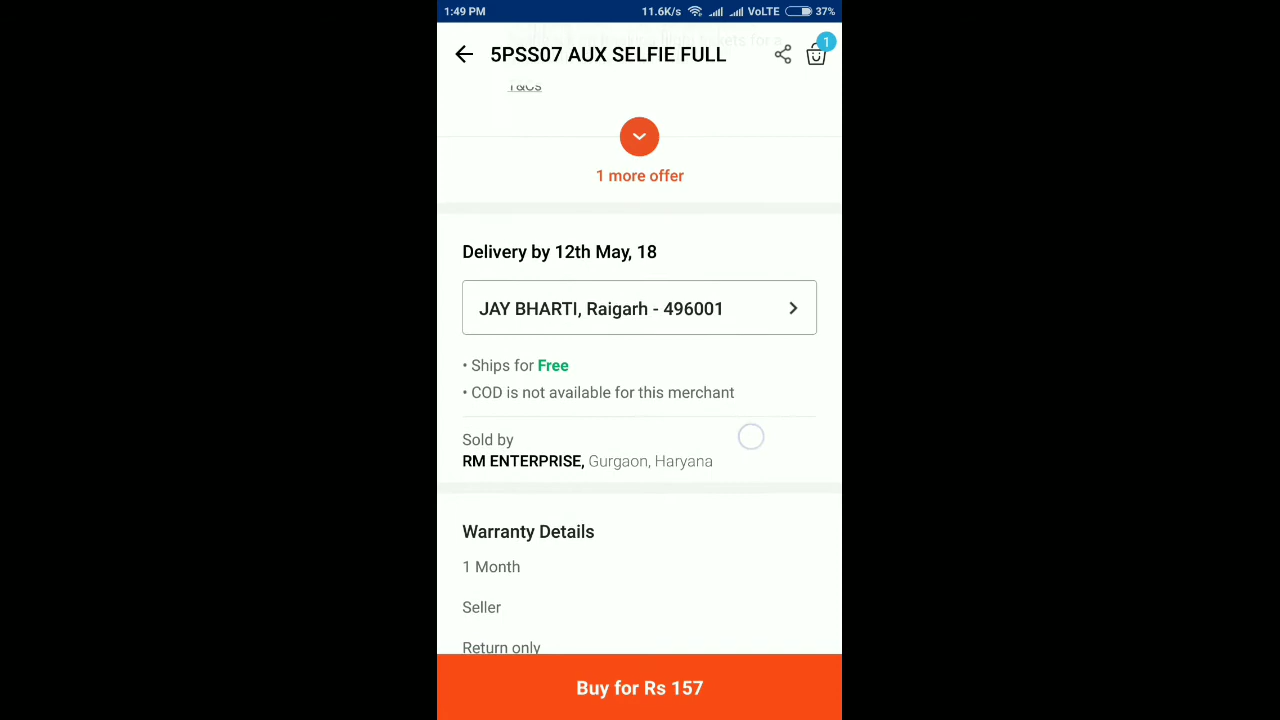 1:49 PM 11.6K/s VoLTE 37%
5PSS07 AUX SELFIE FULL
1
T&Cs
1 more offer
Delivery by 12th May, 18
JAY BHARTI, Raigarh - 496001
• Ships for Free
• COD is not available for this merchant
Sold by
RM ENTERPRISE, Gurgaon, Haryana
Warranty Details
1 Month
Seller
Return only
Buy for Rs 157